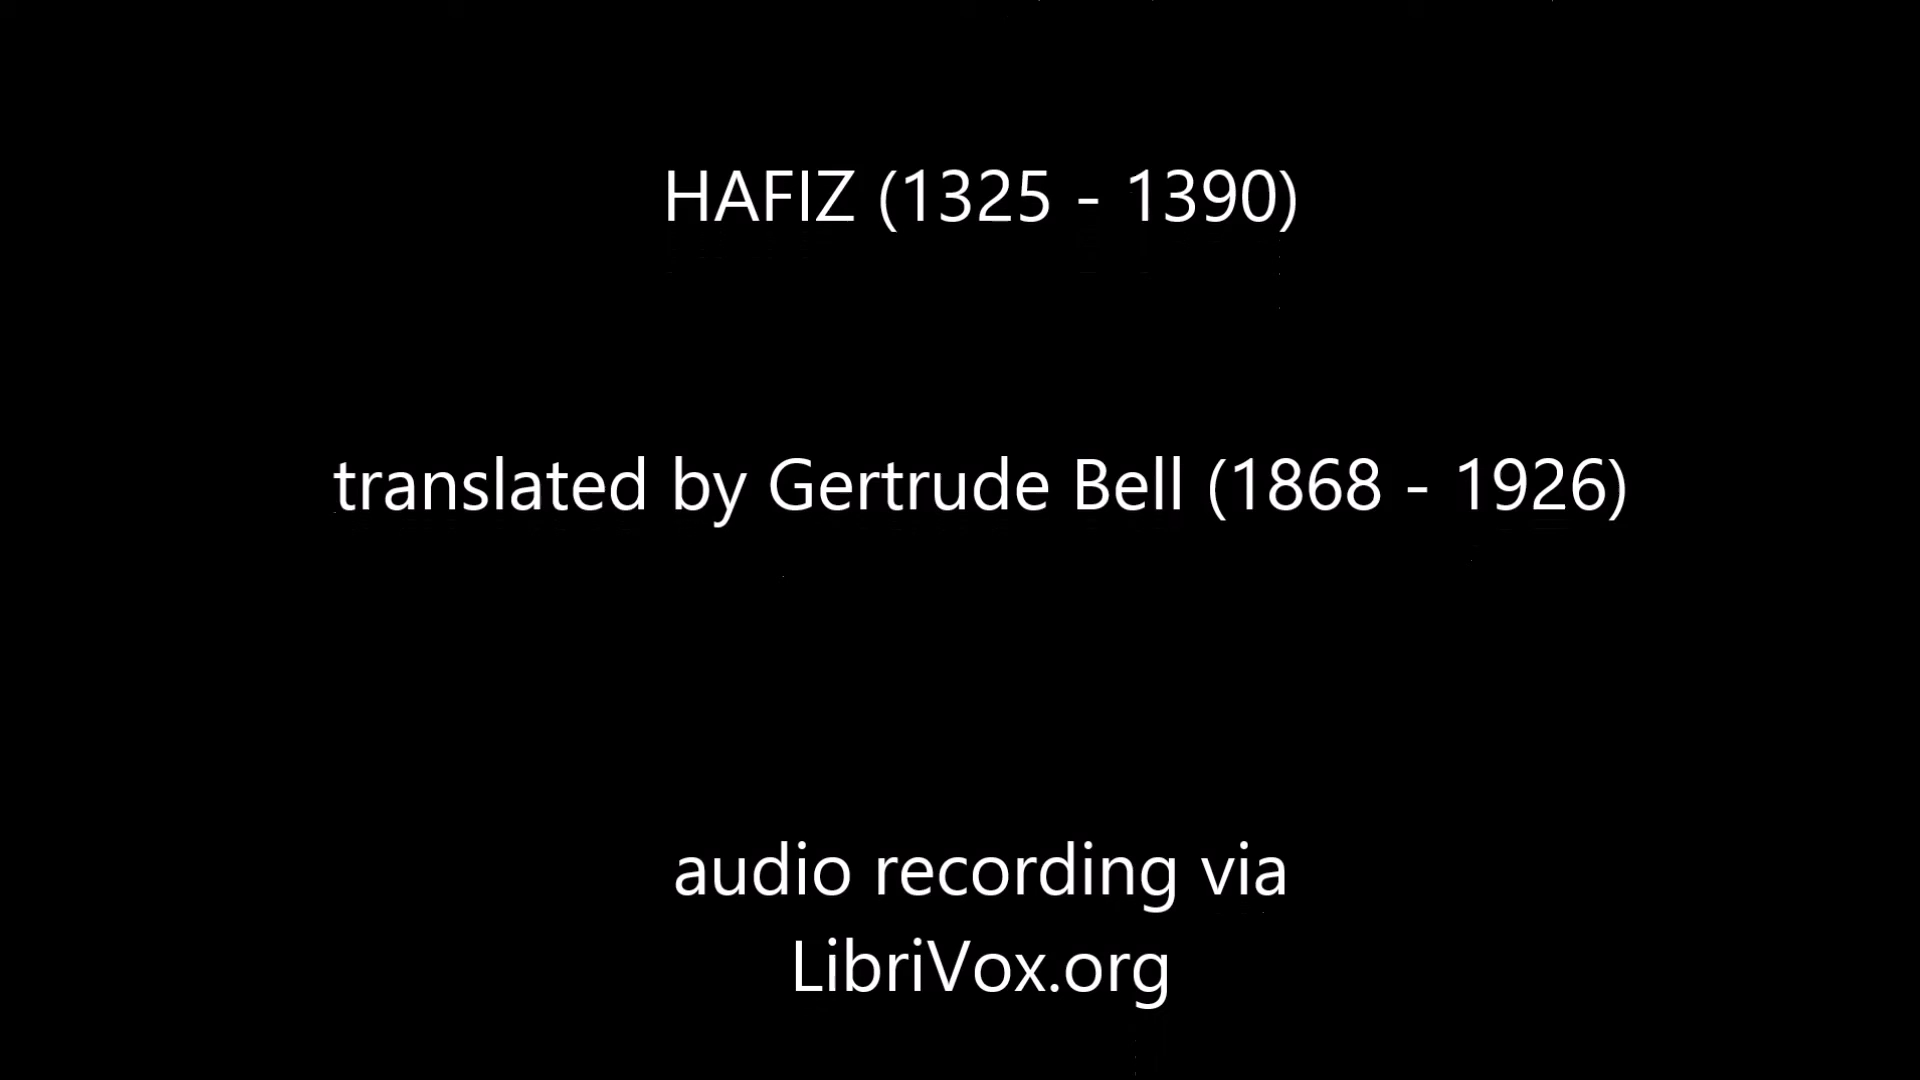 HAFIZ (1325 - 1390)
translated by Gertrude Bell (1868 - 1926)
audio recording via
LibriVox.org